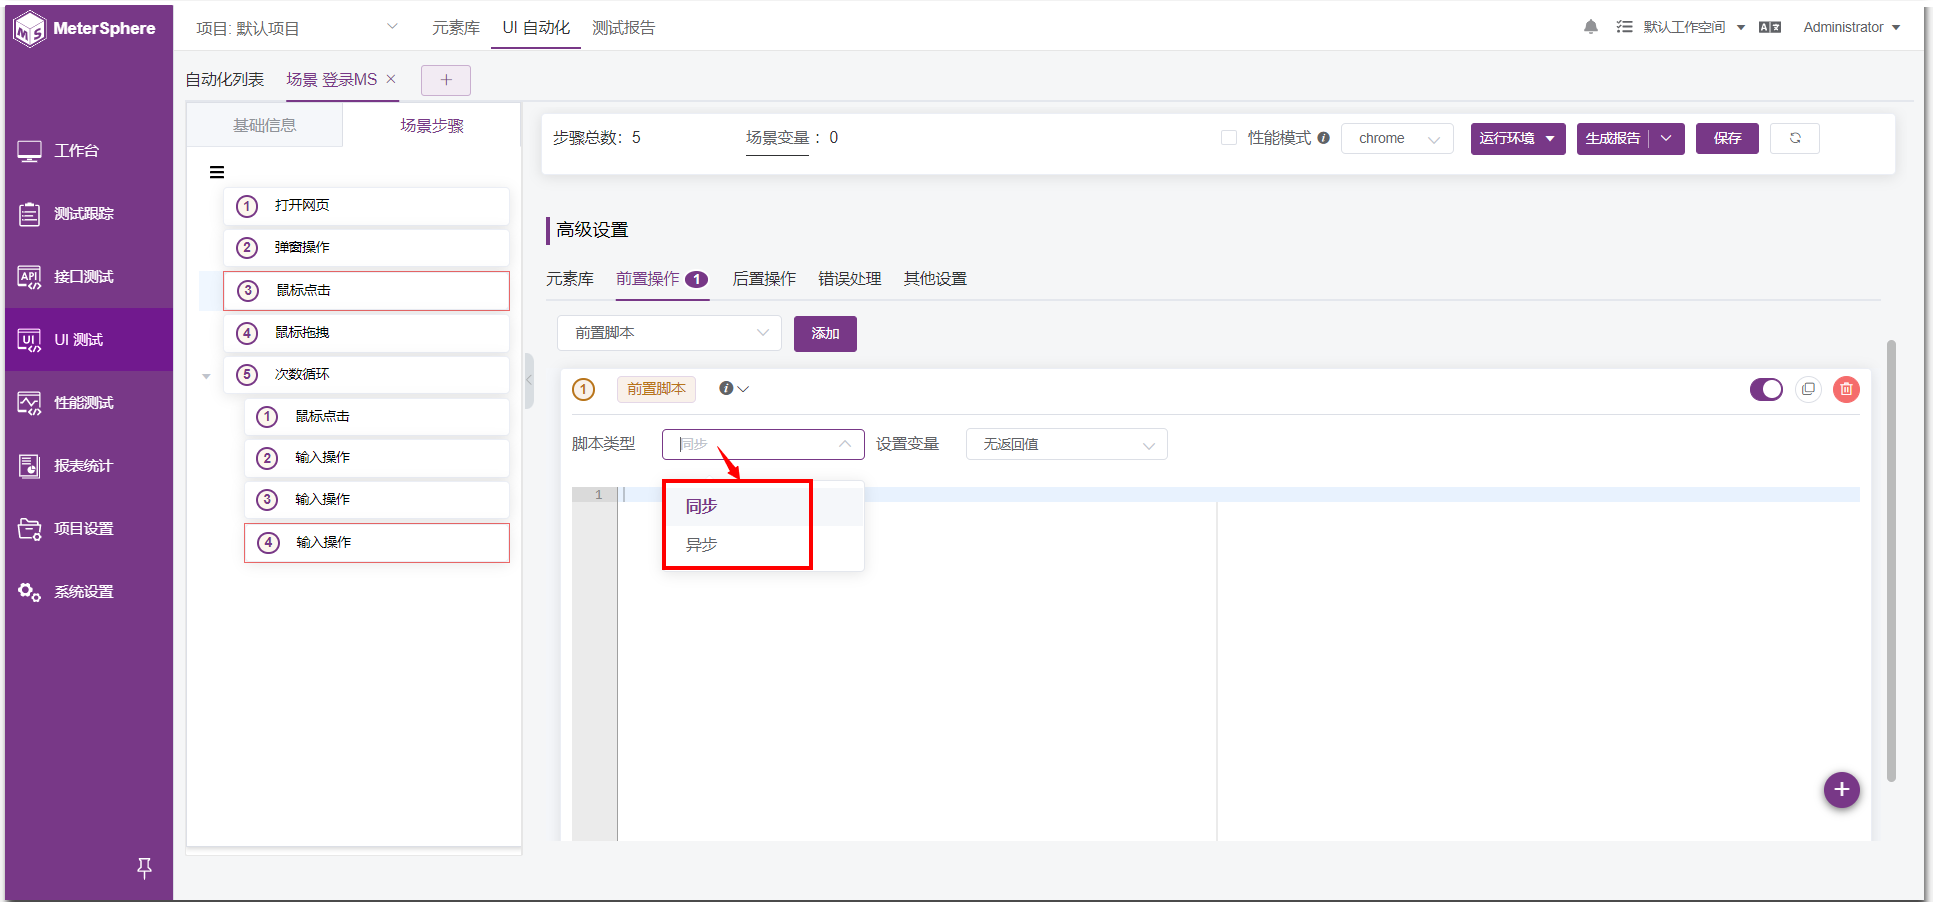 MeterSphere
项目: 默认项目
元素库
UI 自动化
测试报告
默认工作空间
Administrator
自动化列表
场景 登录MS
工作台
测试跟踪
接口测试
UI 测试
性能测试
报表统计
项目设置
系统设置
基础信息
场景步骤
1 打开网页
2 弹窗操作
3 鼠标点击
4 鼠标拖拽
5 次数循环
1 鼠标点击
2 输入操作
3 输入操作
4 输入操作
步骤总数: 5
场景变量 : 0
性能模式
chrome
运行环境
生成报告
保存
高级设置
元素库
前置操作 1
后置操作
错误处理
其他设置
前置脚本
添加
1 前置脚本
脚本类型
同步
设置变量
无返回值
1
同步
异步